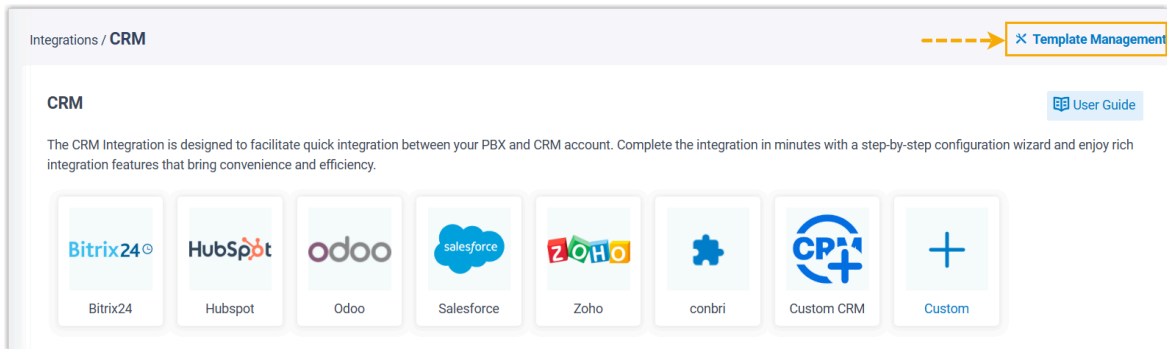 Integrations / CRM
Template Management
CRM
User Guide
The CRM Integration is designed to facilitate quick integration between your PBX and CRM account. Complete the integration in minutes with a step-by-step configuration wizard and enjoy rich
integration features that bring convenience and efficiency.
Bitrix24 HubSpot odoo salesforce ZOHO CRM
Bitrix24 Hubspot Odoo Salesforce Zoho conbri Custom CRM Custom